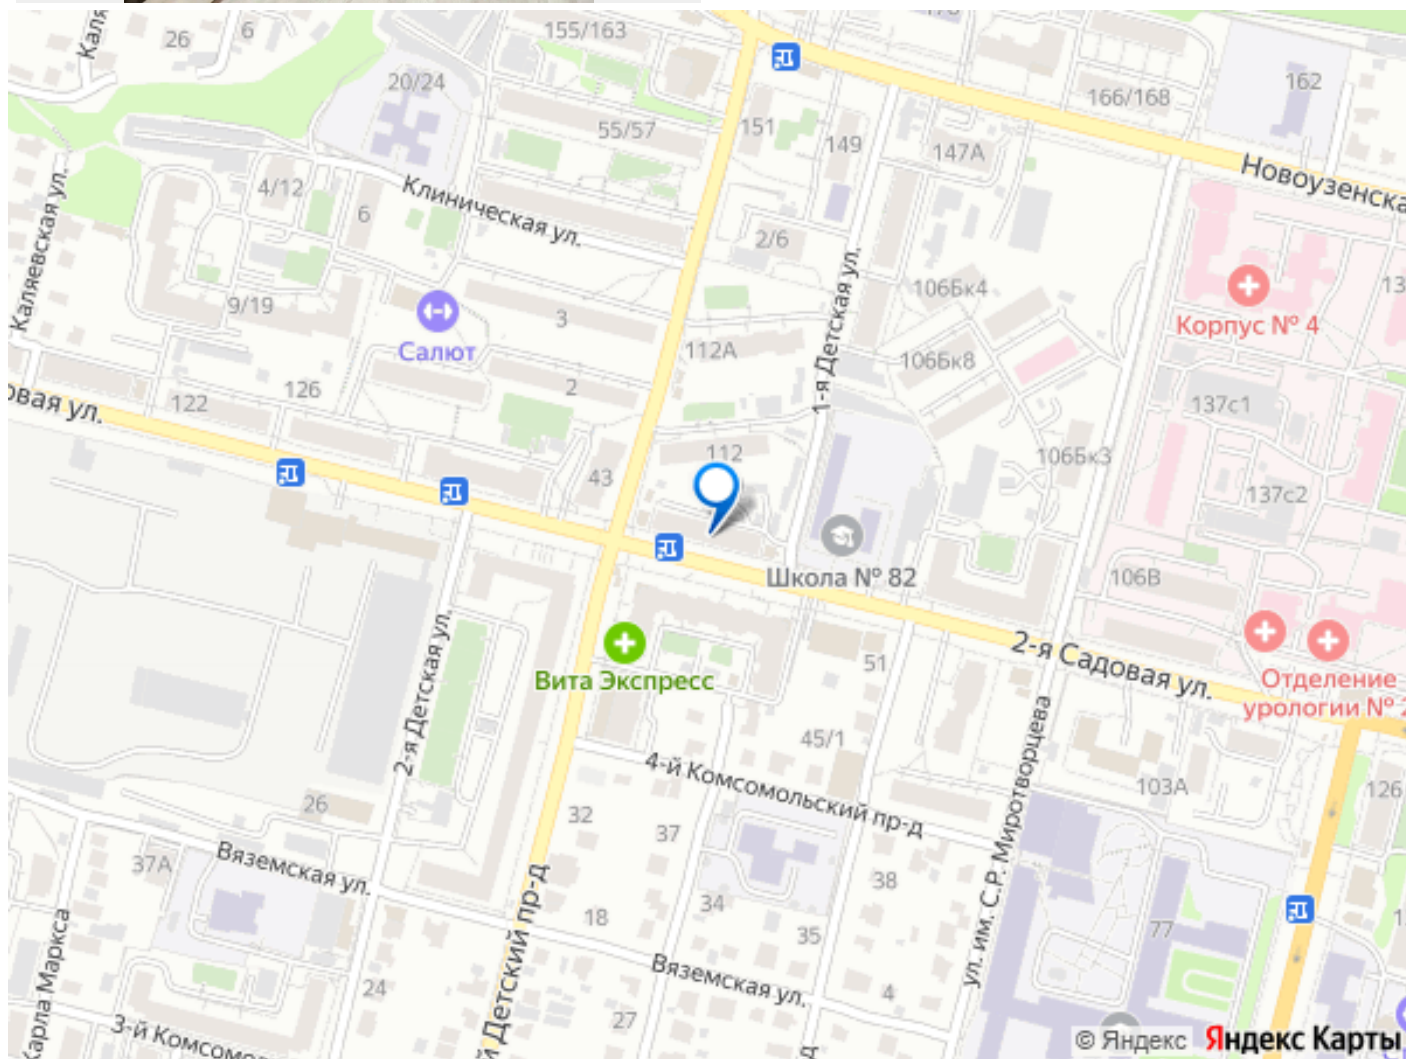 26
6
155/163
20/24
162
166/168
55/57
151
149
147А
Новоузенска
4/12
Клиническая ул.
6
2/6
Каляевская ул.
1-я Детская ул.
9/19
3
106Бк4
Корпус № 4
Салют
112А
106Бк8
2
126
122
137с1
овая ул.
112
106Бк3
43
137с2
Школа № 82
106В
2-я Садовая ул.
51
Вита Экспресс
Отделение
урологии № 2
2-я Детская ул.
45/1
4-й Комсомольский пр-д
103А
126
26
32
37
ул. им. С.Р. Миротворцева
Вяземская ул.
37А
38
34
18
77
35
й Детский пр-д
Карла Маркса
Вяземская ул.
24
4
27
3-й Комсомо
© Яндекс Яндекс Карты